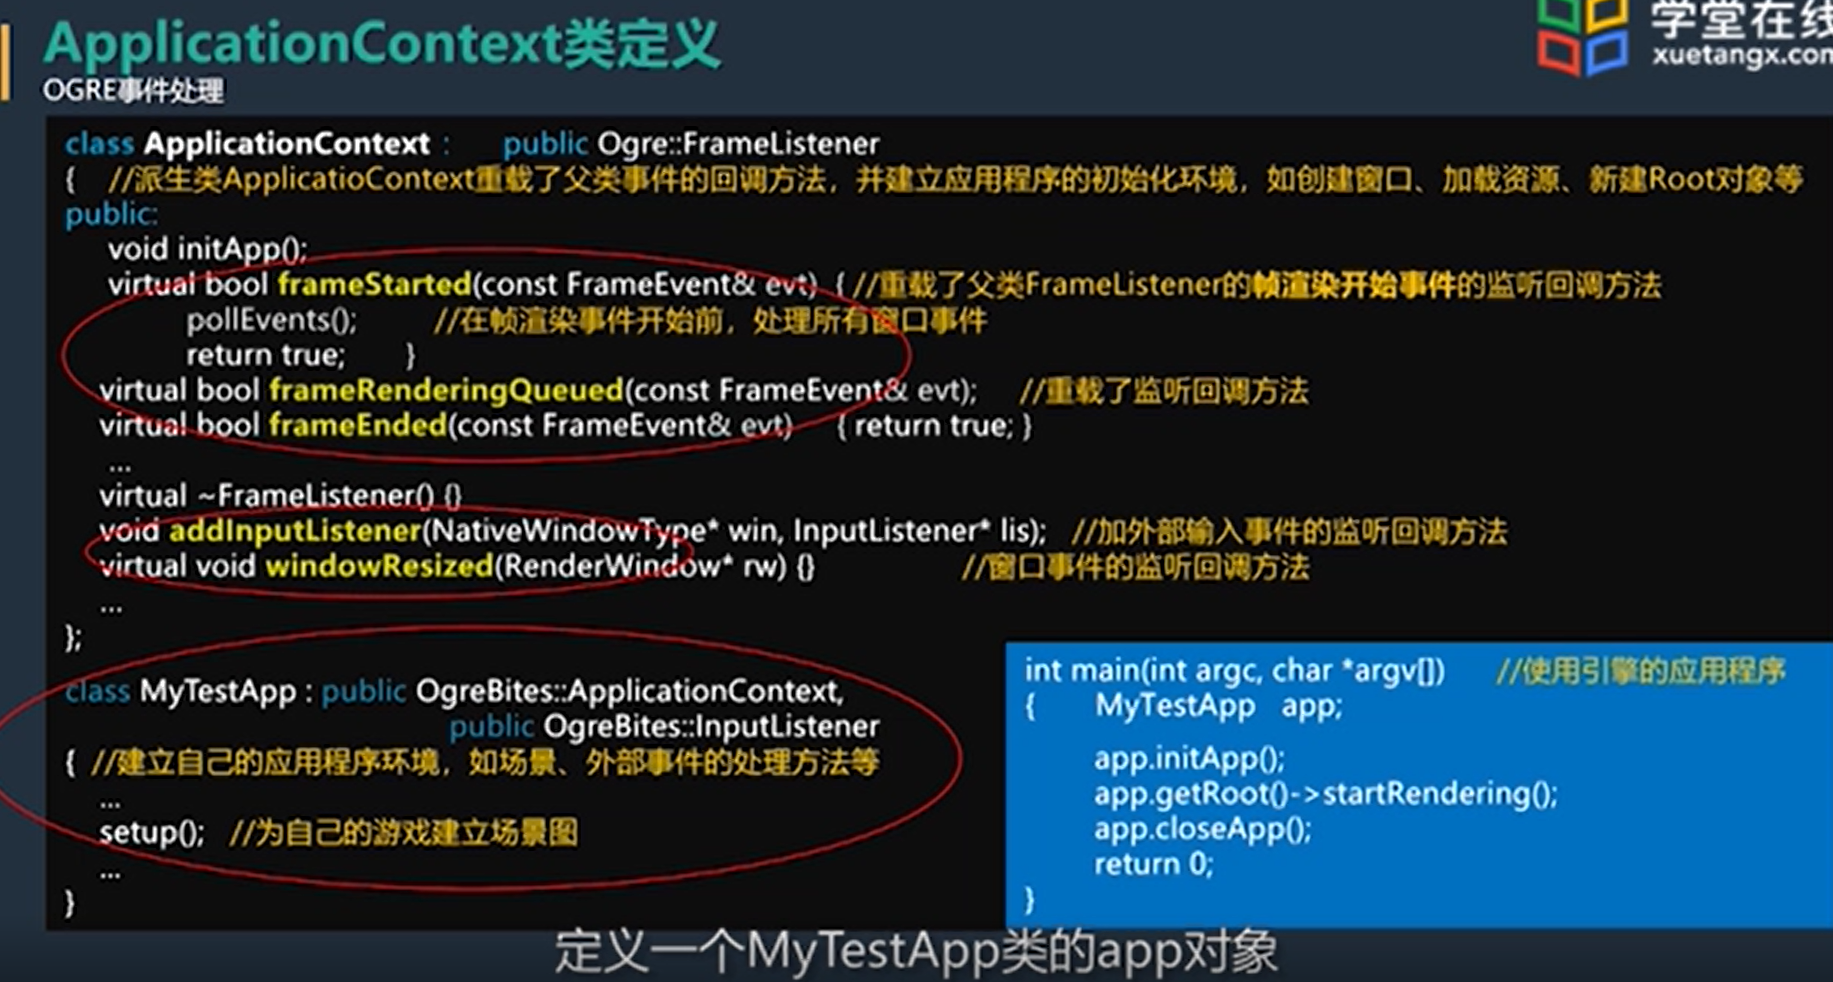 ApplicationContext类定义
OGRE事件处理
学堂在线
xuetangx.com
class ApplicationContext : public Ogre::FrameListener
{ //派生类ApplicatioContext重载了父类事件的回调方法，并建立应用程序的初始化环境，如创建窗口、加载资源、新建Root对象等
public:
void initApp();
virtual bool frameStarted(const FrameEvent& evt) { //重载了父类FrameListener的帧渲染开始事件的监听回调方法
pollEvents(); //在帧渲染事件开始前，处理所有窗口事件
return true; }
virtual bool frameRenderingQueued(const FrameEvent& evt); //重载了监听回调方法
virtual bool frameEnded(const FrameEvent& evt) { return true; }
...
virtual ~FrameListener() {}
void addInputListener(NativeWindowType* win, InputListener* lis); //加外部输入事件的监听回调方法
virtual void windowResized(RenderWindow* rw) {} //窗口事件的监听回调方法
...
};
class MyTestApp : public OgreBites::ApplicationContext,
public OgreBites::InputListener
{ //建立自己的应用程序环境，如场景、外部事件的处理方法等
...
setup(); //为自己的游戏建立场景图
...
}
int main(int argc, char *argv[]) //使用引擎的应用程序
{ MyTestApp app;
app.initApp();
app.getRoot()->startRendering();
app.closeApp();
return 0;
}
定义一个MyTestApp类的app对象